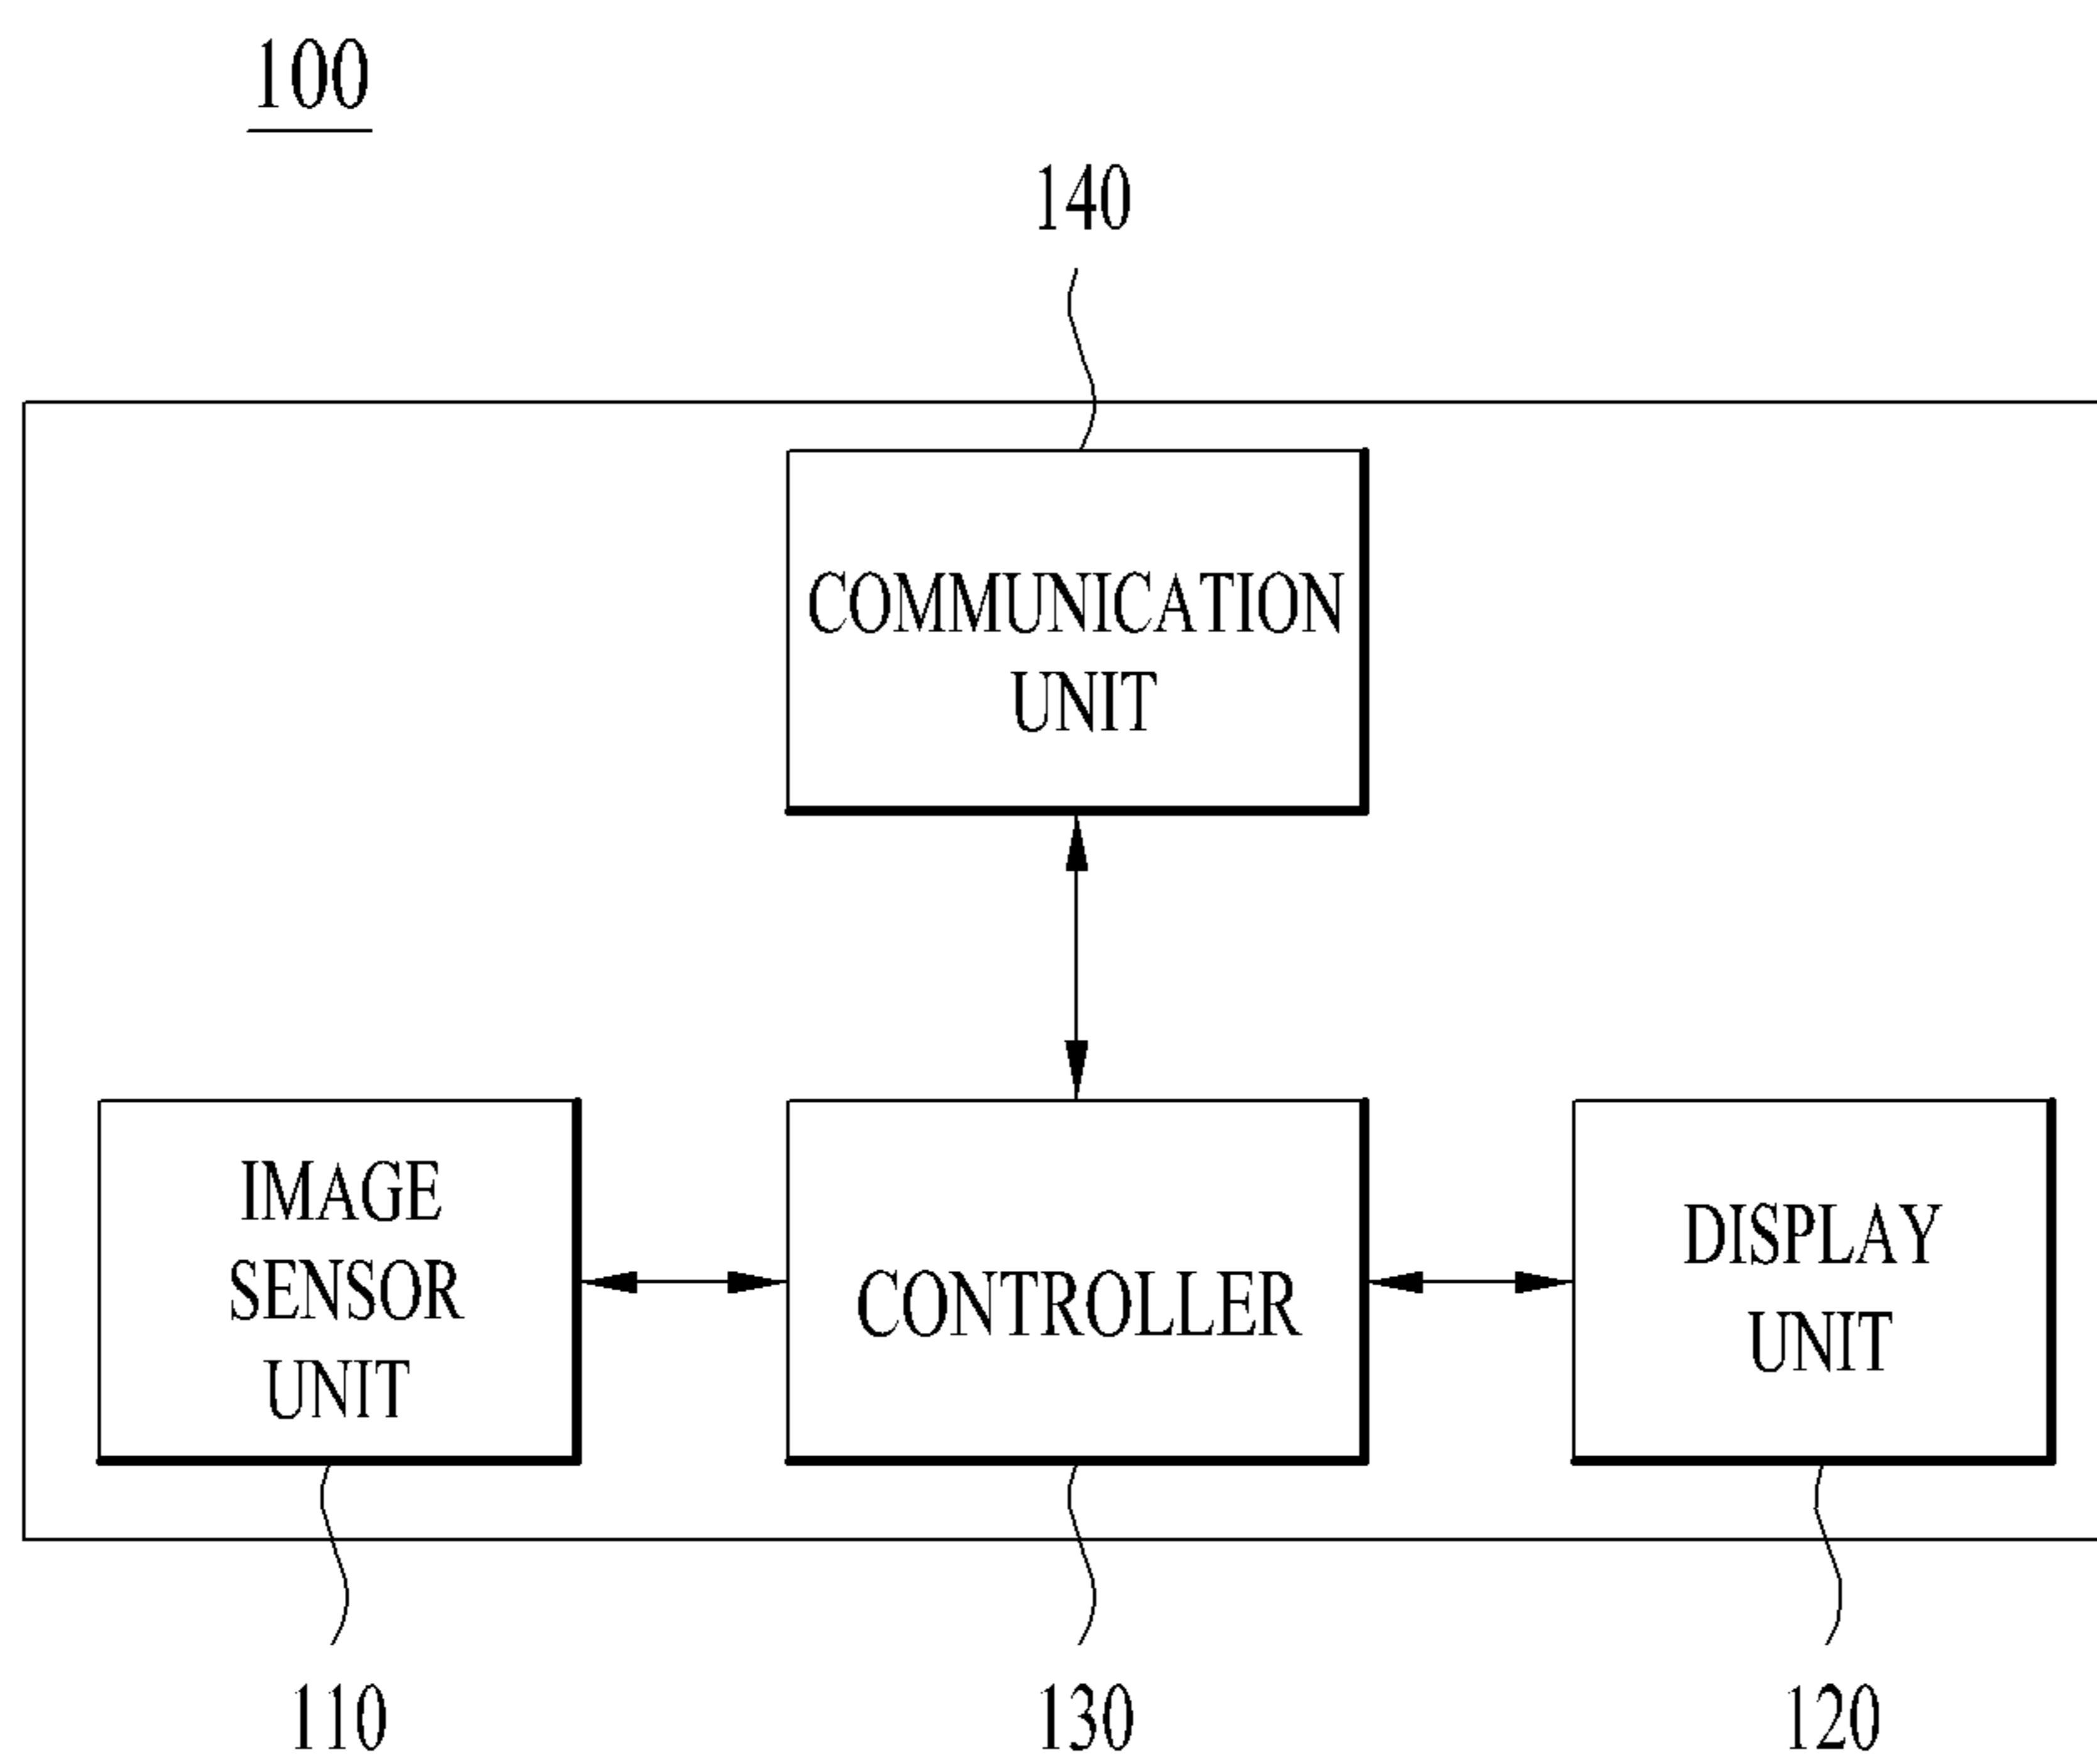 100
140
COMMUNICATION
UNIT
IMAGE
SENSOR
UNIT
CONTROLLER
DISPLAY
UNIT
110
130
120